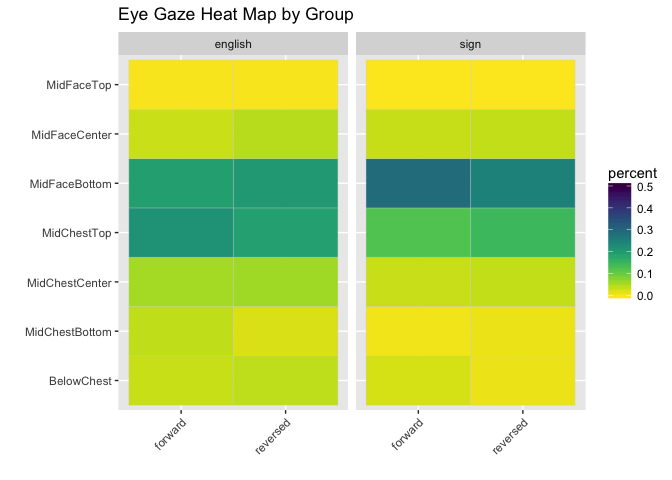 Eye Gaze Heat Map by Group
english
sign
MidFaceTop
MidFaceCenter
MidFaceBottom
MidChestTop
MidChestCenter
MidChestBottom
BelowChest
forward
reversed
forward
reversed
percent
0.5
0.4
0.3
0.2
0.1
0.0